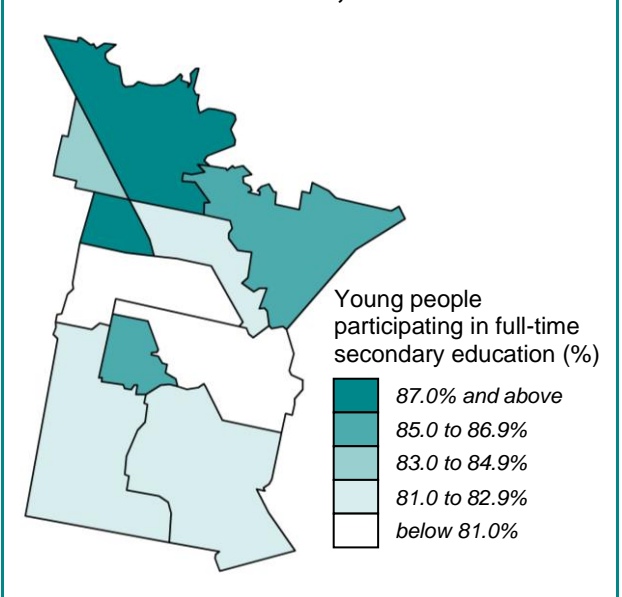 Young people
participating in full-time
secondary education (%)
87.0% and above
85.0 to 86.9%
83.0 to 84.9%
81.0 to 82.9%
below 81.0%